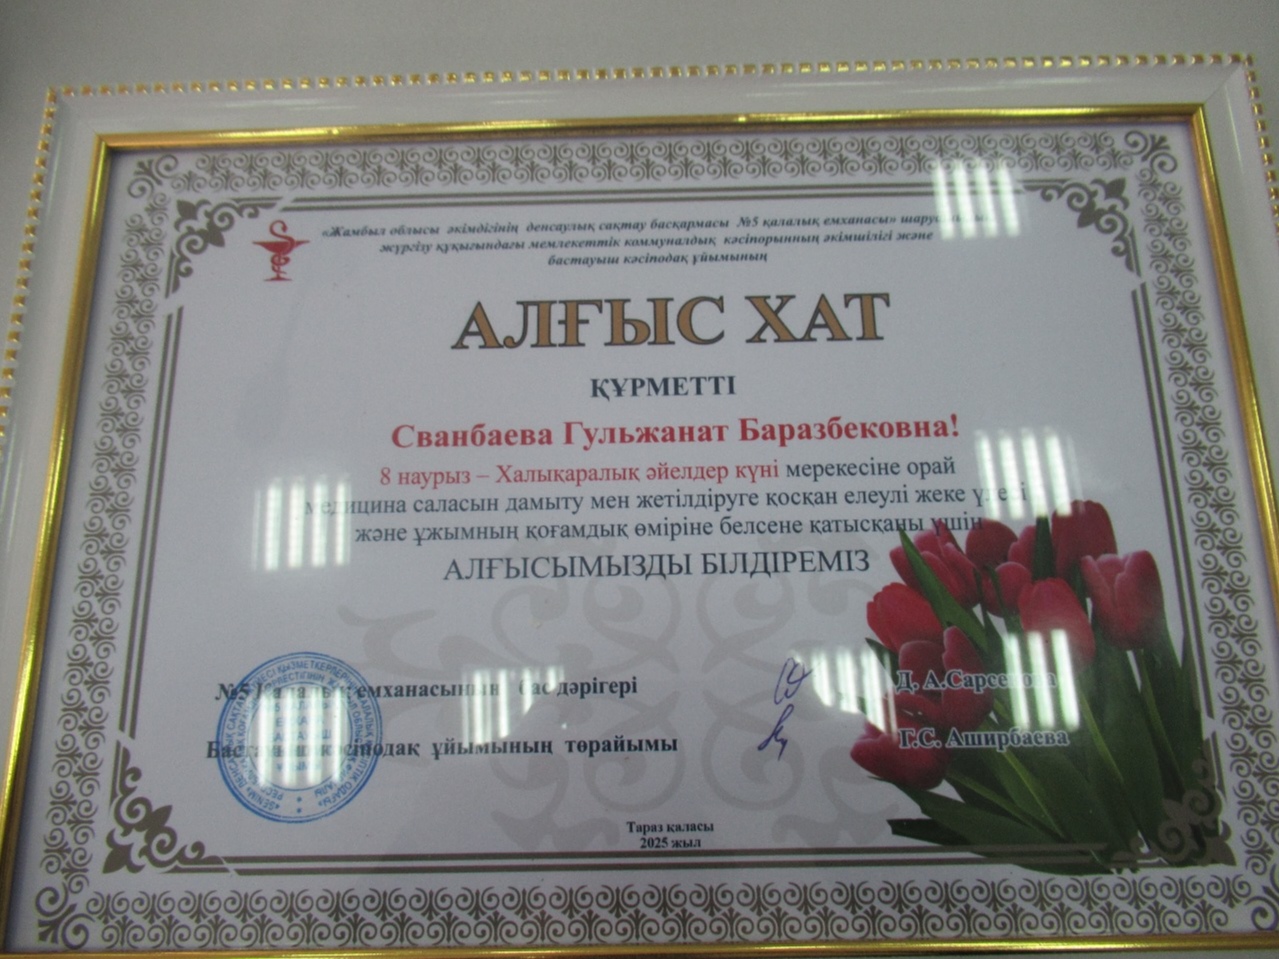 «Жамбыл облысы әкімдігінің денсаулық сақтау басқармасы №5 қалалық емханасы»
жүргізу құқығындағы мемлекеттік коммуналдық кәсіпорынның әкімшілігі және
бастауыш кәсіподақ ұйымының
АЛҒЫС ХАТ
ҚҰРМЕТТІ
Сванбаева Гульжанат Баразбековна!
8 наурыз – Халықаралық әйелдер күні мерекесіне орай
медицина саласын дамыту мен жетілдіруге қосқан елеулі жеке үлесі
және ұжымның қоғамдық өміріне белсене қатысқаны үшін
АЛҒЫСЫМЫЗДЫ БІЛДІРЕМІЗ
№5 қалалық емханасының бас дәрігері Д. А.Сарсенова
Бастауыш кәсіподақ ұйымының төрайымы Г.С. Аширбаева
Тараз қаласы
2025 жыл